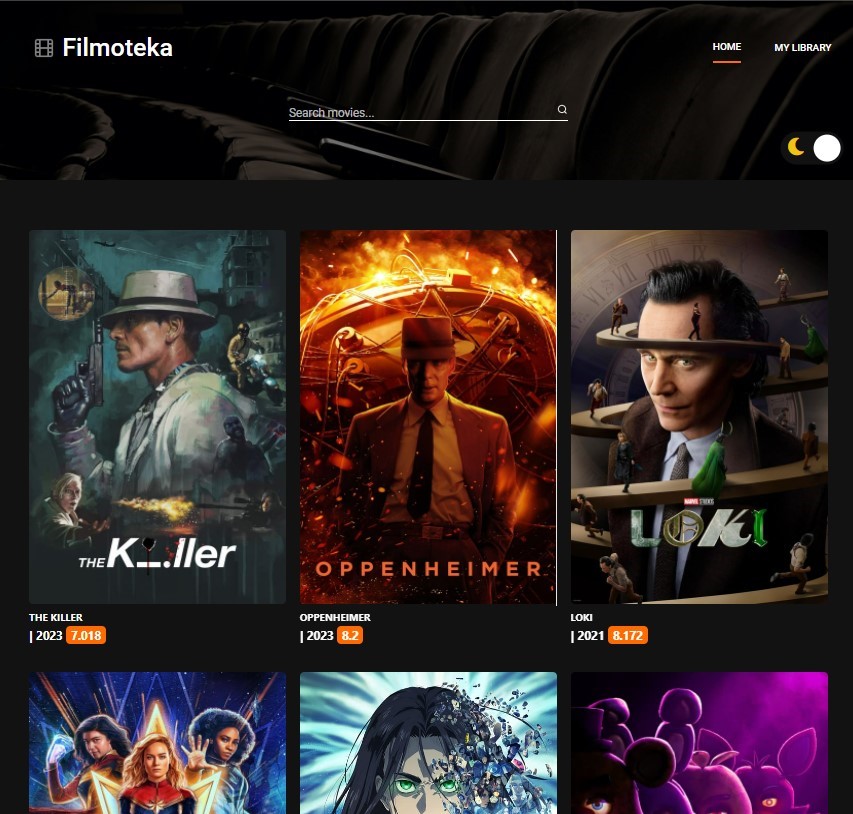 Filmoteka
HOME
MY LIBRARY
Search movies...
THE K...ller
OPPENHEIMER
MARVEL STUDIOS
LOKI
THE KILLER
| 2023 7.018
OPPENHEIMER
| 2023 8.2
LOKI
| 2021 8.172